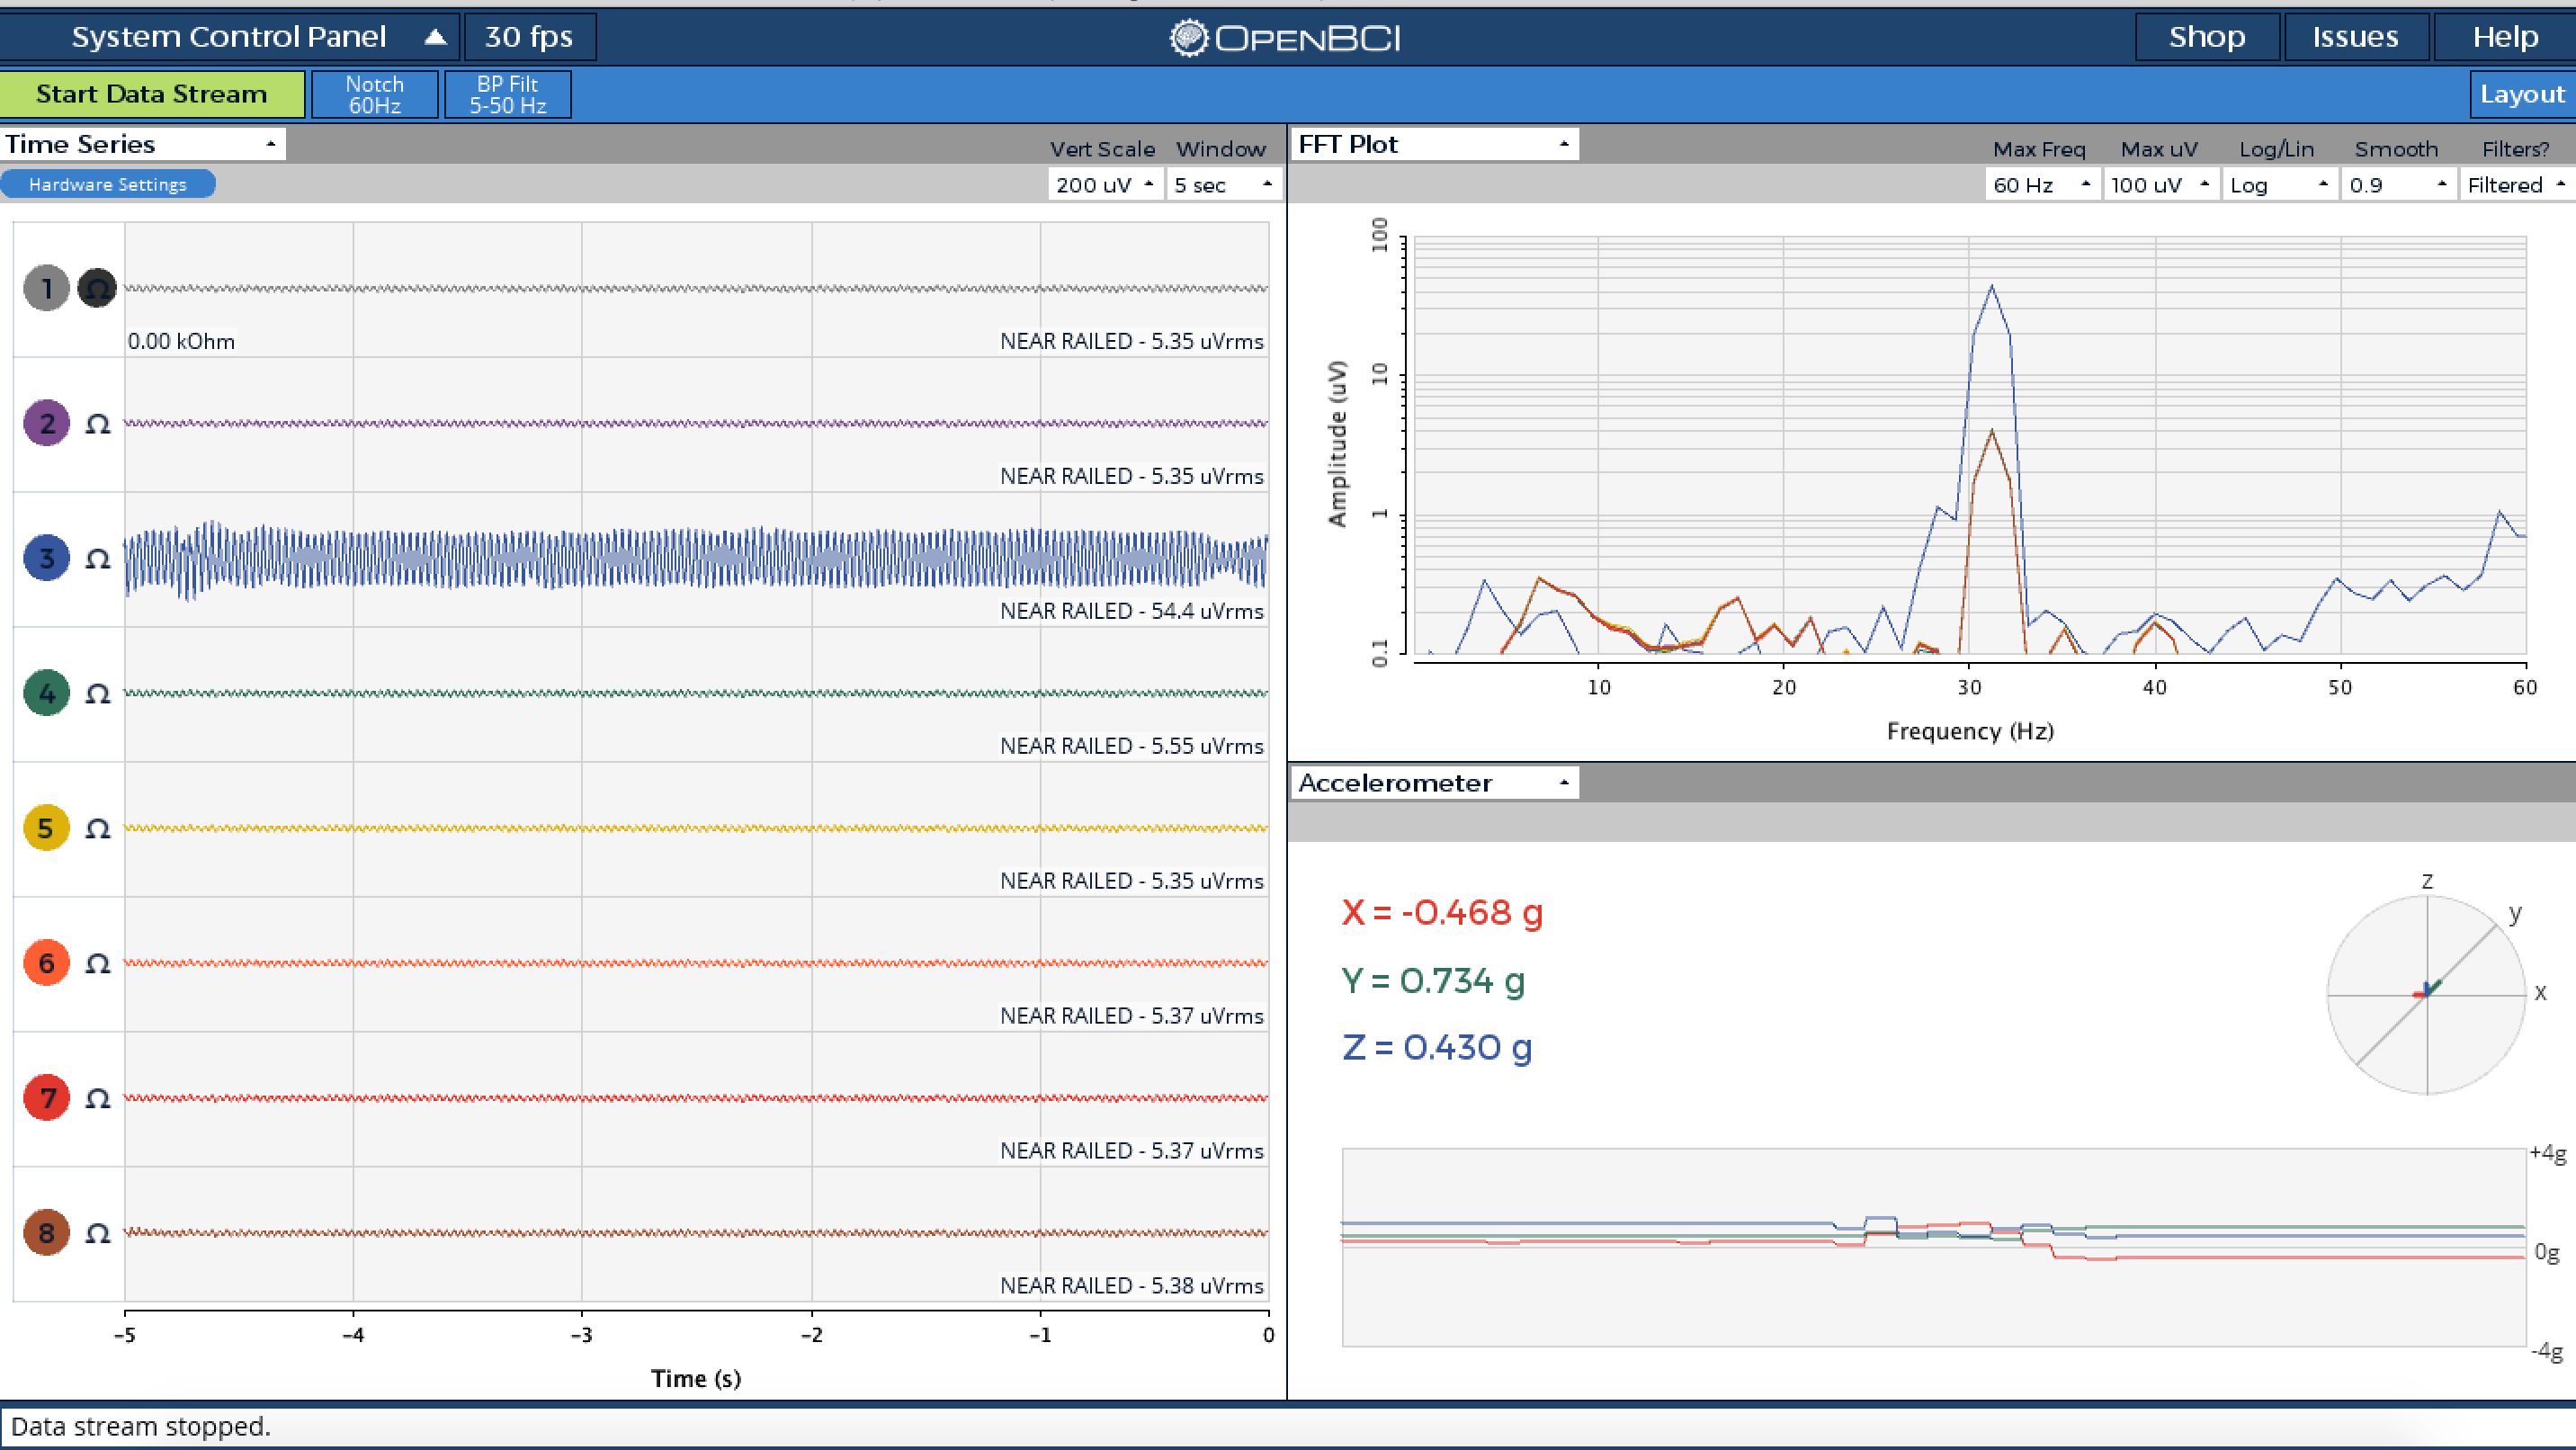 System Control Panel 30 fps OPENBCI Shop Issues Help
Start Data Stream Notch 60Hz BP Filt 5-50 Hz Layout
Time Series
Vert Scale Window
Hardware Settings 200 uV 5 sec
1 Ω
0.00 kOhm NEAR RAILED - 5.35 uVrms
2 Ω
NEAR RAILED - 5.35 uVrms
3 Ω
NEAR RAILED - 54.4 uVrms
4 Ω
NEAR RAILED - 5.55 uVrms
5 Ω
NEAR RAILED - 5.35 uVrms
6 Ω
NEAR RAILED - 5.37 uVrms
7 Ω
NEAR RAILED - 5.37 uVrms
8 Ω
NEAR RAILED - 5.38 uVrms
-5 -4 -3 -2 -1 0
Time (s)
FFT Plot
Max Freq Max uV Log/Lin Smooth Filters?
60 Hz 100 uV Log 0.9 Filtered
100
10
1
0.1
Amplitude (uV)
10 20 30 40 50 60
Frequency (Hz)
Accelerometer
X = -0.468 g
Y = 0.734 g
Z = 0.430 g
z
y
x
+4g
0g
-4g
Data stream stopped.